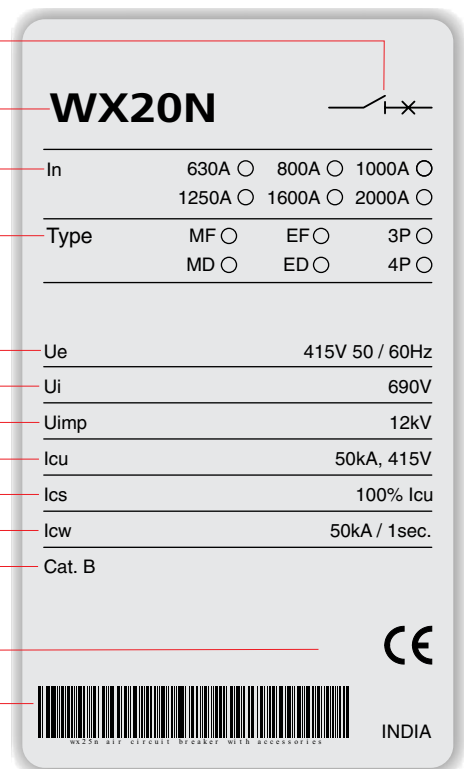 WX20N
In 630A 800A 1000A
1250A 1600A 2000A
Type MF EF 3P
MD ED 4P
Ue 415V 50 / 60Hz
Ui 690V
Uimp 12kV
Icu 50kA, 415V
Ics 100% Icu
Icw 50kA / 1sec.
Cat. B
CE
wx25n air circuit breaker with accessories
INDIA